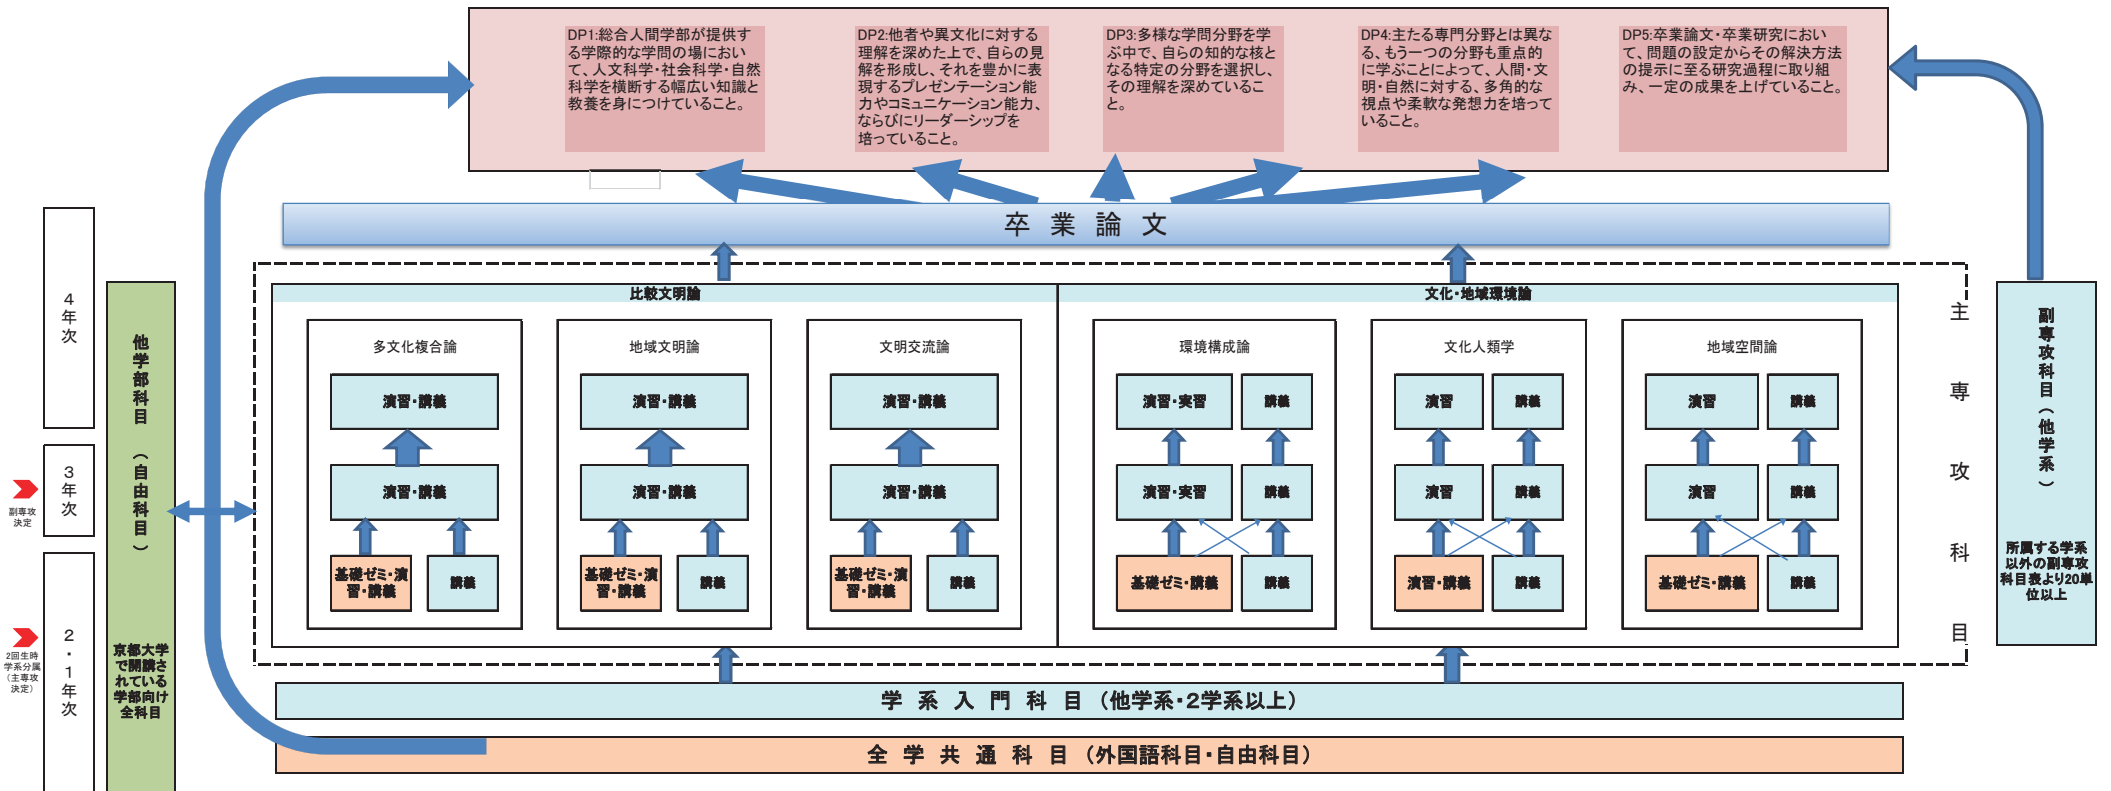 DP1:総合人間学部が提供す
る学際的な学問の場におい
て、人文科学・社会科学・自然
科学を横断する幅広い知識と
教養を身につけていること。
DP2:他者や異文化に対する
理解を深めた上で、自らの見
解を形成し、それを豊かに表
現するプレゼンテーション能
力やコミュニケーション能力、
ならびにリーダーシップを
培っていること。
DP3:多様な学問分野を学
ぶ中で、自らの知的な核と
なる特定の分野を選択し、
その理解を深めているこ
と。
DP4:主たる専門分野とは異な
る、もう一つの分野も重点的
に学ぶことによって、人間・文
明・自然に対する、多角的な
視点や柔軟な発想力を培って
いること。
DP5:卒業論文・卒業研究におい
て、問題の設定からその解決方法
の提示に至る研究過程に取り組
み、一定の成果を上げていること。
卒業論文
4年次
3年次
2・1年次
副専攻
決定
2回生時
学系分属
(主専攻
決定)
他学部科目(自由科目)
京都大学
で開講さ
れている
学部向け
全科目
比較文明論
多文化複合論
演習・講義
演習・講義
基礎ゼミ・演
習・講義
講義
地域文明論
演習・講義
演習・講義
基礎ゼミ・演
習・講義
講義
文明交流論
演習・講義
演習・講義
基礎ゼミ・演
習・講義
講義
文化・地域環境論
環境構成論
演習・実習
講義
演習・実習
講義
基礎ゼミ・講義
講義
文化人類学
演習
講義
演習
講義
演習・講義
講義
地域空間論
演習
講義
演習
講義
基礎ゼミ・講義
講義
主専攻科目
副専攻科目(他学系)
所属する学系
以外の副専攻
科目表より20単
位以上
学系入門科目(他学系・2学系以上)
全学共通科目(外国語科目・自由科目)